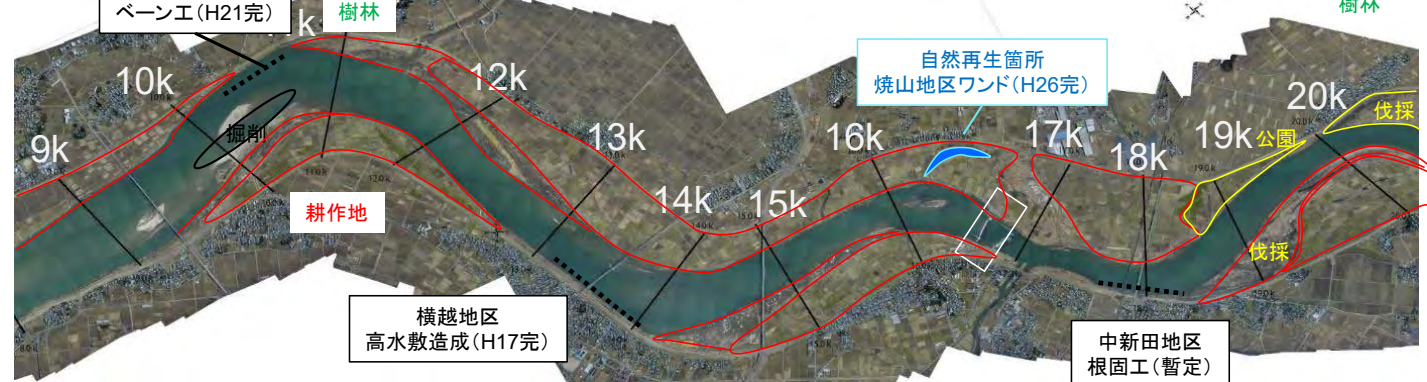 ベーン工(H21完)
樹林
樹林
自然再生箇所
焼山地区ワンド(H26完)
9k
10k
12k
13k
14k
15k
16k
17k
18k
19k
20k
公園
伐採
伐採
掘削
耕作地
横越地区
高水敷造成(H17完)
中新田地区
根固工(暫定)